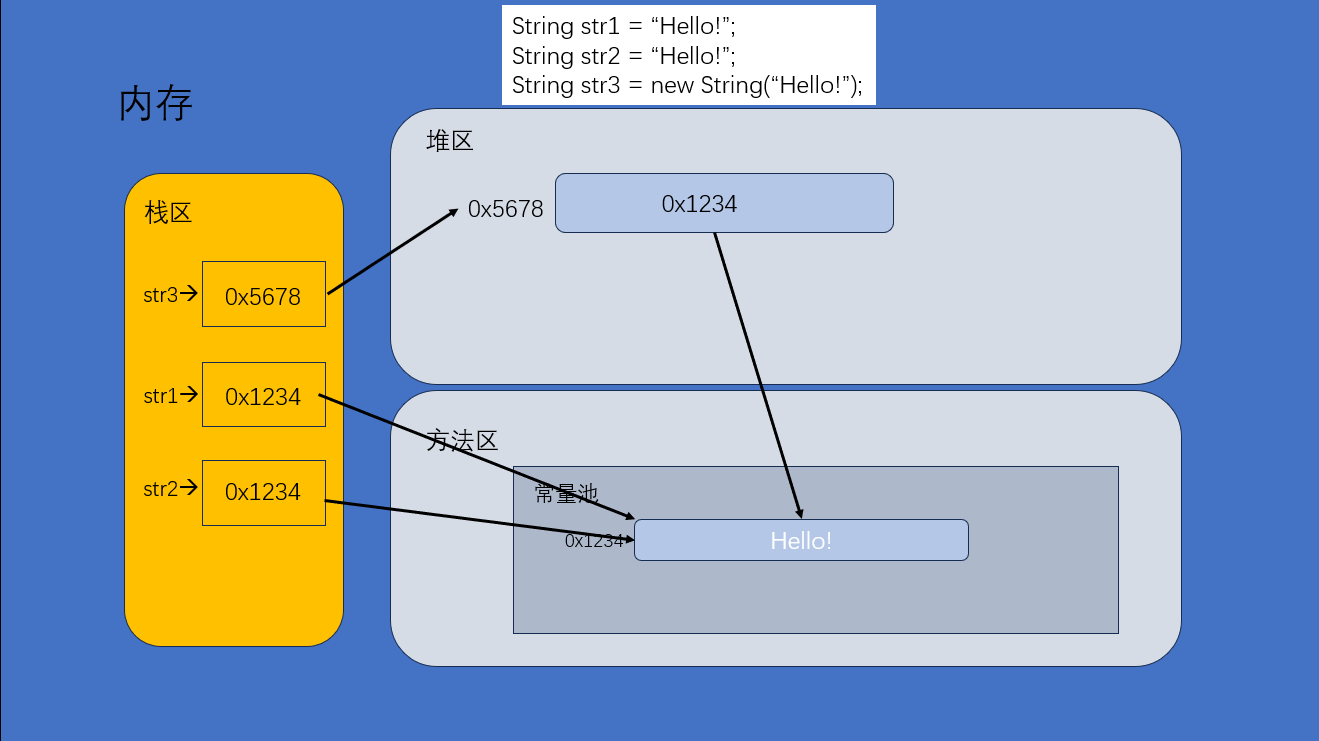 String str1 = “Hello!”;
String str2 = “Hello!”;
String str3 = new String(“Hello!”);
内存
堆区
0x5678
0x1234
栈区
str3→
0x5678
str1→
0x1234
str2→
0x1234
方法区
常量池
0x1234
Hello!